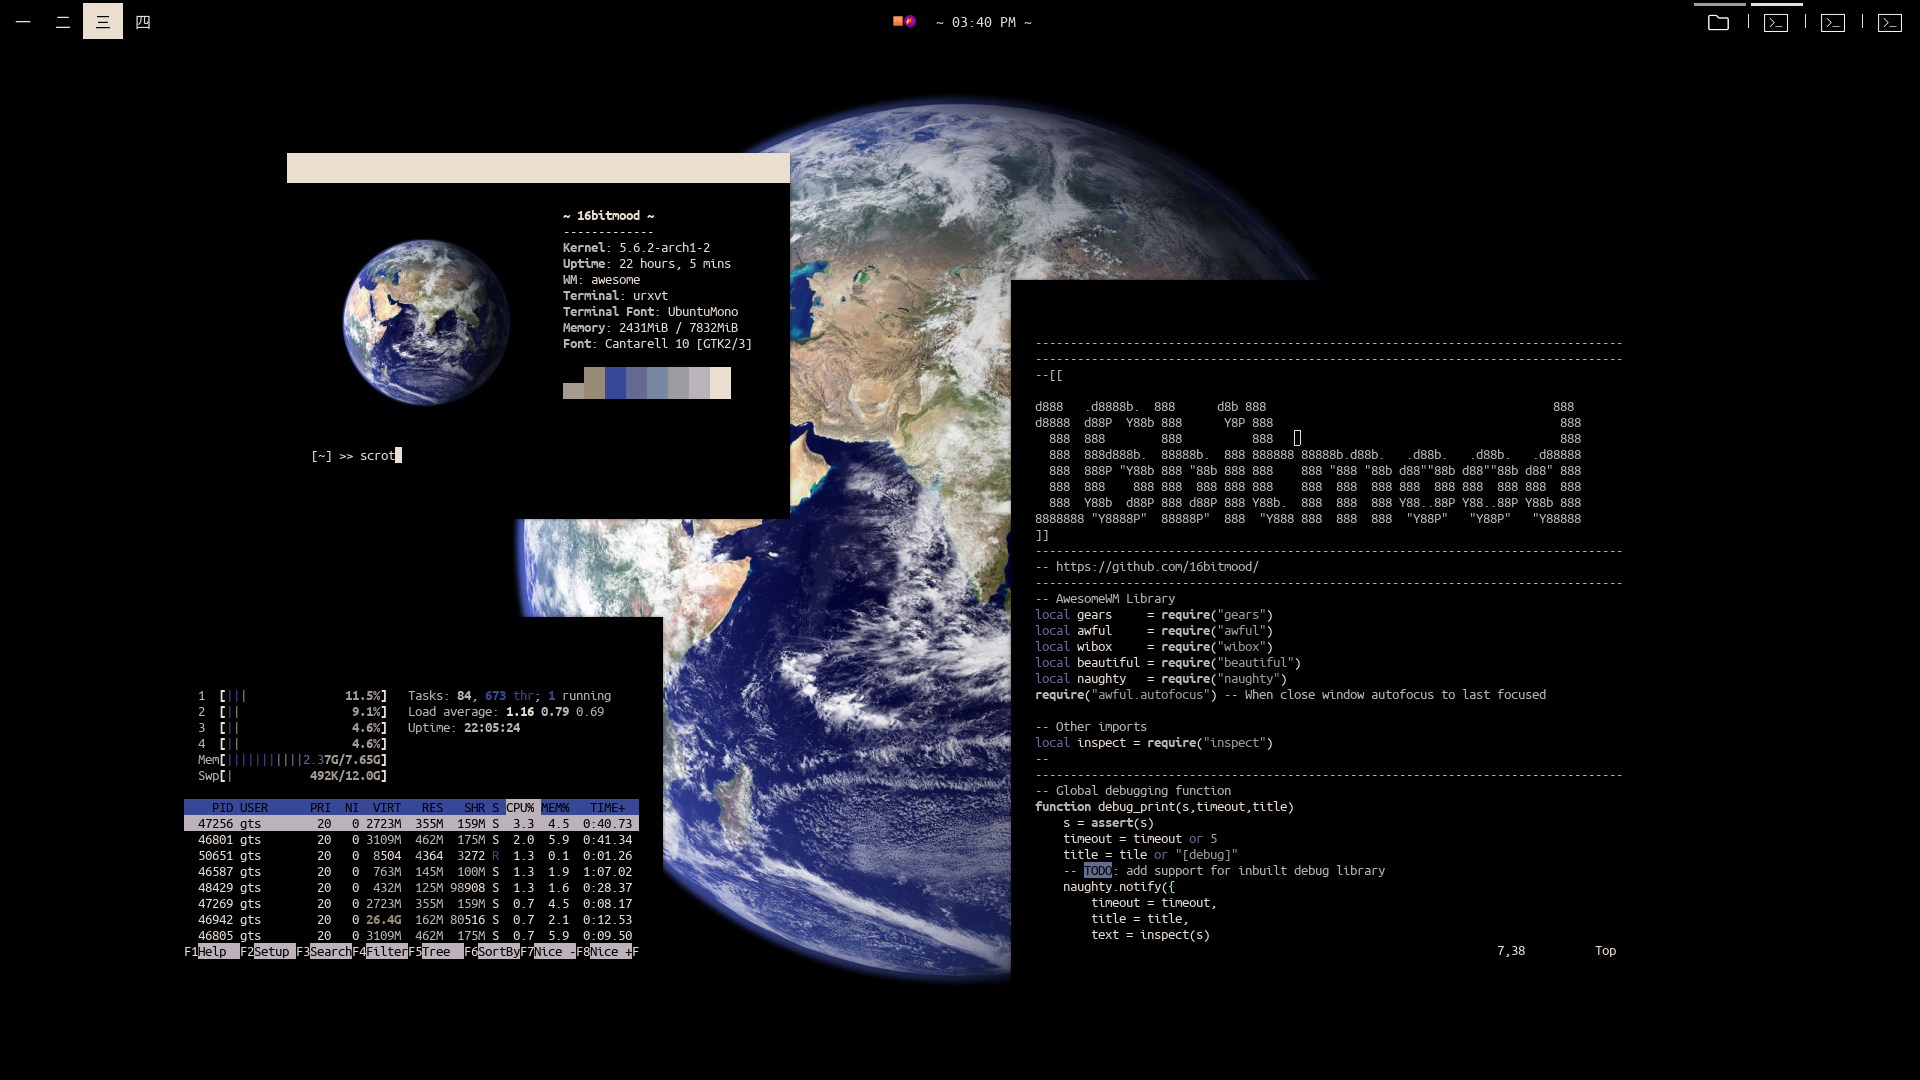 一 二 三 四
~ 03:40 PM ~
~ 16bitmood ~
-------------
Kernel: 5.6.2-arch1-2
Uptime: 22 hours, 5 mins
WM: awesome
Terminal: urxvt
Terminal Font: UbuntuMono
Memory: 2431MiB / 7832MiB
Font: Cantarell 10 [GTK2/3]
[~] >> scrot
1 [||| 11.5%] Tasks: 84, 673 thr; 1 running
2 [|| 9.1%] Load average: 1.16 0.79 0.69
3 [|| 4.6%] Uptime: 22:05:24
4 [|| 4.6%]
Mem[|||||||||||2.37G/7.65G]
Swp[| 492K/12.0G]
PID USER PRI NI VIRT RES SHR S CPU% MEM% TIME+
47256 gts 20 0 2723M 355M 159M S 3.3 4.5 0:40.73
46801 gts 20 0 3109M 462M 175M S 2.0 5.9 0:41.34
50651 gts 20 0 8504 4364 3272 R 1.3 0.1 0:01.26
46587 gts 20 0 763M 145M 100M S 1.3 1.9 1:07.02
48429 gts 20 0 432M 125M 98908 S 1.3 1.6 0:28.37
47269 gts 20 0 2723M 355M 159M S 0.7 4.5 0:08.17
46942 gts 20 0 26.4G 162M 80516 S 0.7 2.1 0:12.53
46805 gts 20 0 3109M 462M 175M S 0.7 5.9 0:09.50
F1Help F2Setup F3SearchF4FilterF5Tree F6SortByF7Nice -F8Nice +F
------------------------------------------------------------------------------------
------------------------------------------------------------------------------------
--[[
d888   .d8888b.  888      d8b 888                                         888
d8888  d88P  Y88b 888      Y8P 888                                         888
  888  888        888          888                                         888
  888  888d888b.  88888b.  888 888888 88888b.d88b.   .d88b.   .d88b.   .d88888
  888  888P "Y88b 888 "88b 888 888    888 "888 "88b d88""88b d88""88b d88" 888
  888  888    888 888  888 888 888    888  888  888 888  888 888  888 888  888
  888  Y88b  d88P 888 d88P 888 Y88b.  888  888  888 Y88..88P Y88..88P Y88b 888
8888888 "Y8888P"  88888P"  888  "Y888 888  888  888  "Y88P"   "Y88P"   "Y88888
]]
------------------------------------------------------------------------------------
-- https://github.com/16bitmood/
------------------------------------------------------------------------------------
-- AwesomeWM Library
local gears     = require("gears")
local awful     = require("awful")
local wibox     = require("wibox")
local beautiful = require("beautiful")
local naughty   = require("naughty")
require("awful.autofocus") -- When close window autofocus to last focused
-- Other imports
local inspect = require("inspect")
--
------------------------------------------------------------------------------------
-- Global debugging function
function debug_print(s,timeout,title)
    s = assert(s)
    timeout = timeout or 5
    title = tile or "[debug]"
    -- TODO: add support for inbuilt debug library
    naughty.notify({
        timeout = timeout,
        title = title,
        text = inspect(s)
7,38 Top